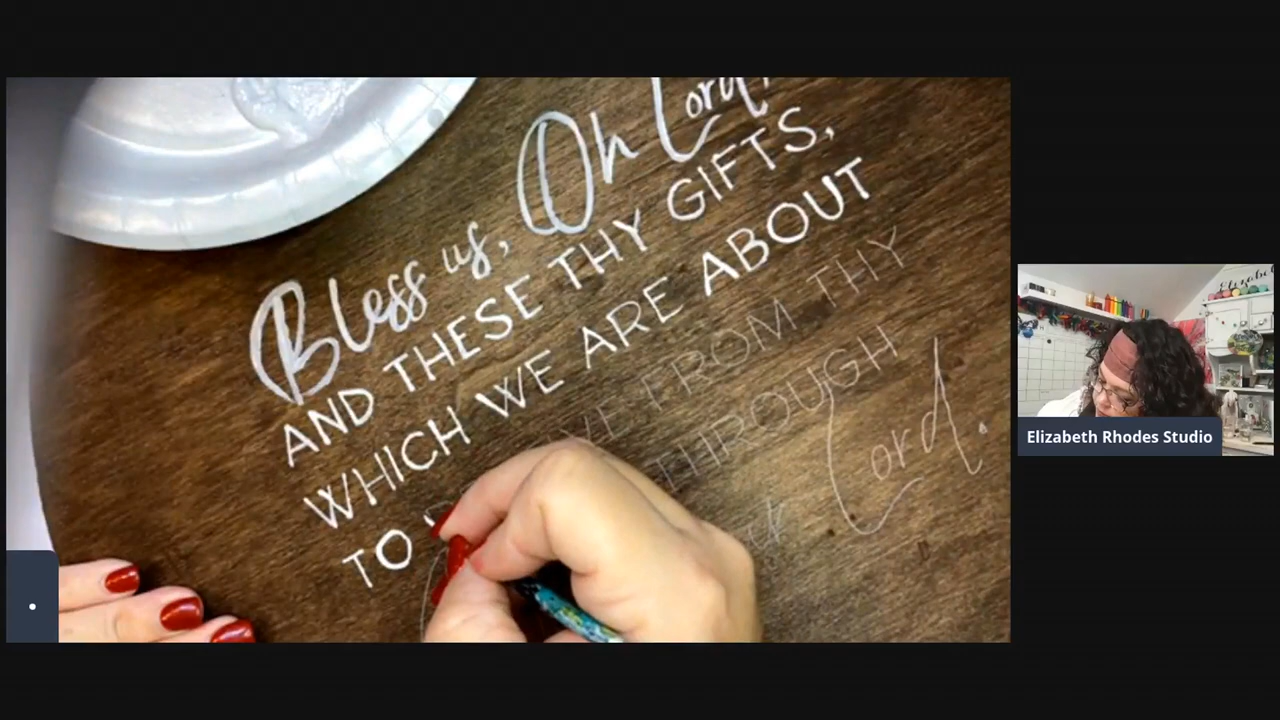 Bless us, Oh Lord,
AND THESE THY GIFTS,
WHICH WE ARE ABOUT
TO FROM THY
THROUGH
Lord.
Elizabeth Rhodes Studio